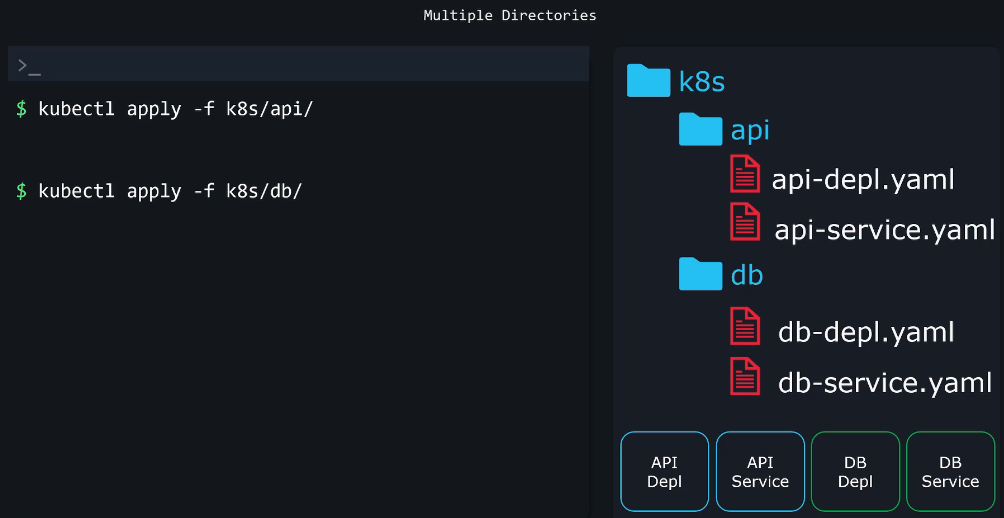 Multiple Directories
>_
$ kubectl apply -f k8s/api/
$ kubectl apply -f k8s/db/
k8s
api
api-depl.yaml
api-service.yaml
db
db-depl.yaml
db-service.yaml
API
Depl
API
Service
DB
Depl
DB
Service